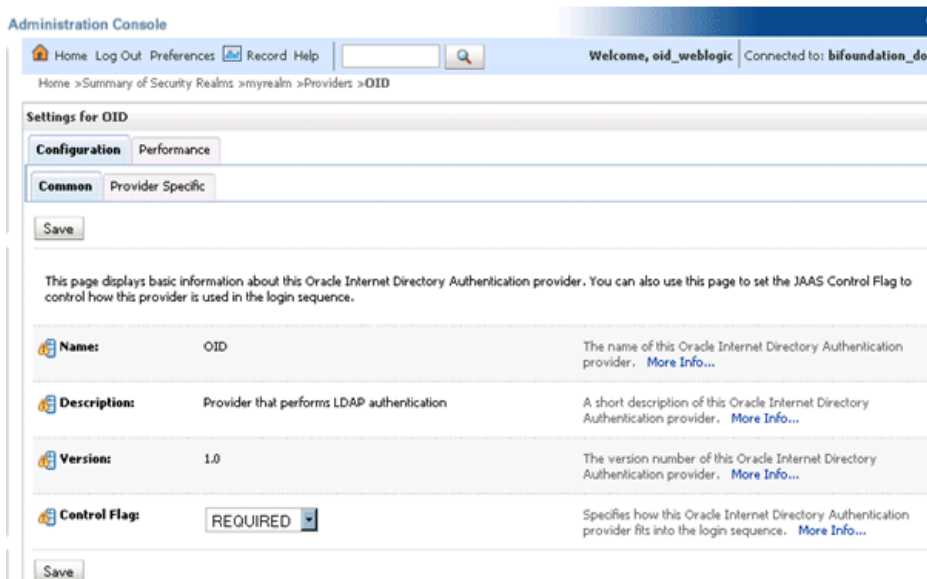 Administration Console
Home Log Out Preferences Record Help
Welcome, oid_weblogic Connected to: bifoundation_do
Home >Summary of Security Realms >myrealm >Providers >OID
Settings for OID
Configuration Performance
Common Provider Specific
Save
This page displays basic information about this Oracle Internet Directory Authentication provider. You can also use this page to set the JAAS Control Flag to
control how this provider is used in the login sequence.
Name: OID The name of this Oracle Internet Directory Authentication
provider. More Info...
Description: Provider that performs LDAP authentication A short description of this Oracle Internet Directory
Authentication provider. More Info...
Version: 1.0 The version number of this Oracle Internet Directory
Authentication provider. More Info...
Control Flag: REQUIRED Specifies how this Oracle Internet Directory Authentication
provider fits into the login sequence. More Info...
Save